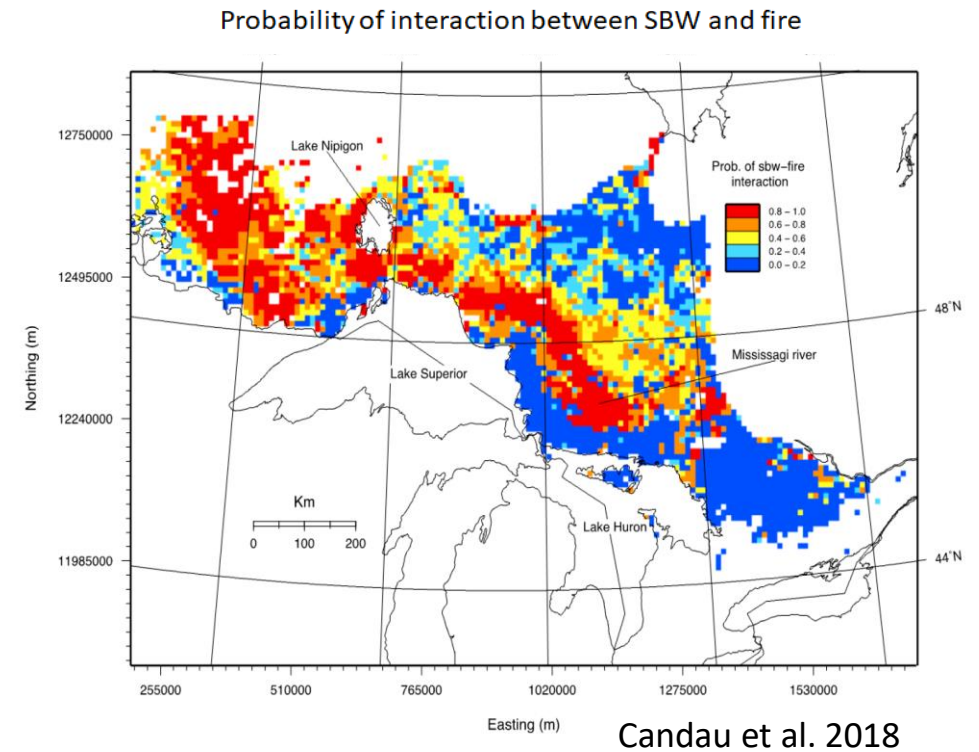 Probability of interaction between SBW and fire
12750000
12495000
12240000
11985000
Northing (m)
Lake Nipigon
Prob. of sbw–fire
interaction
0.8 – 1.0
0.6 – 0.8
0.4 – 0.6
0.2 – 0.4
0.0 – 0.2
48°N
Mississagi river
Lake Superior
Km
0 100 200
Lake Huron
44°N
255000 510000 765000 1020000 1275000 1530000
Easting (m)
Candau et al. 2018